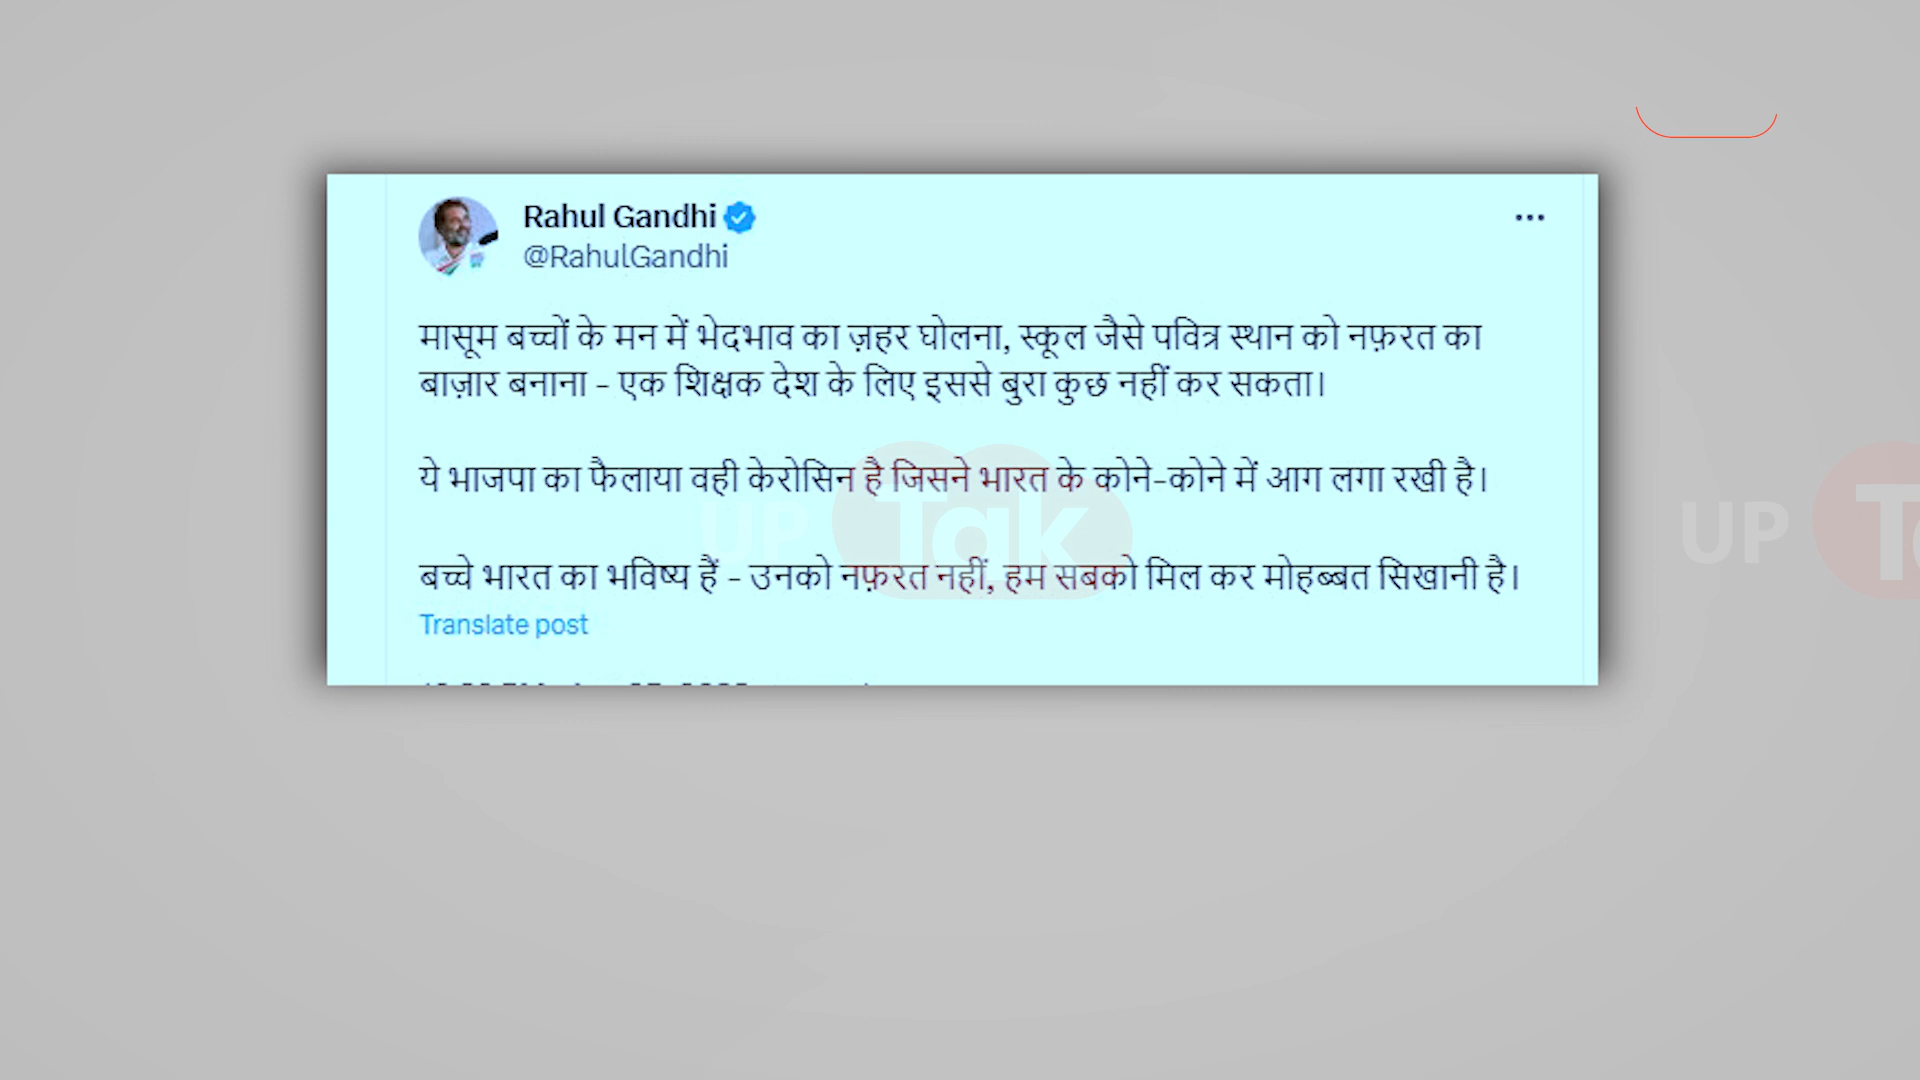 Rahul Gandhi
@RahulGandhi
मासूम बच्चों के मन में भेदभाव का ज़हर घोलना, स्कूल जैसे पवित्र स्थान को नफ़रत का
बाज़ार बनाना - एक शिक्षक देश के लिए इससे बुरा कुछ नहीं कर सकता।
ये भाजपा का फैलाया वही केरोसिन है जिसने भारत के कोने-कोने में आग लगा रखी है।
UP Tak
UP
बच्चे भारत का भविष्य हैं - उनको नफ़रत नहीं, हम सबको मिल कर मोहब्बत सिखानी है।
Translate post